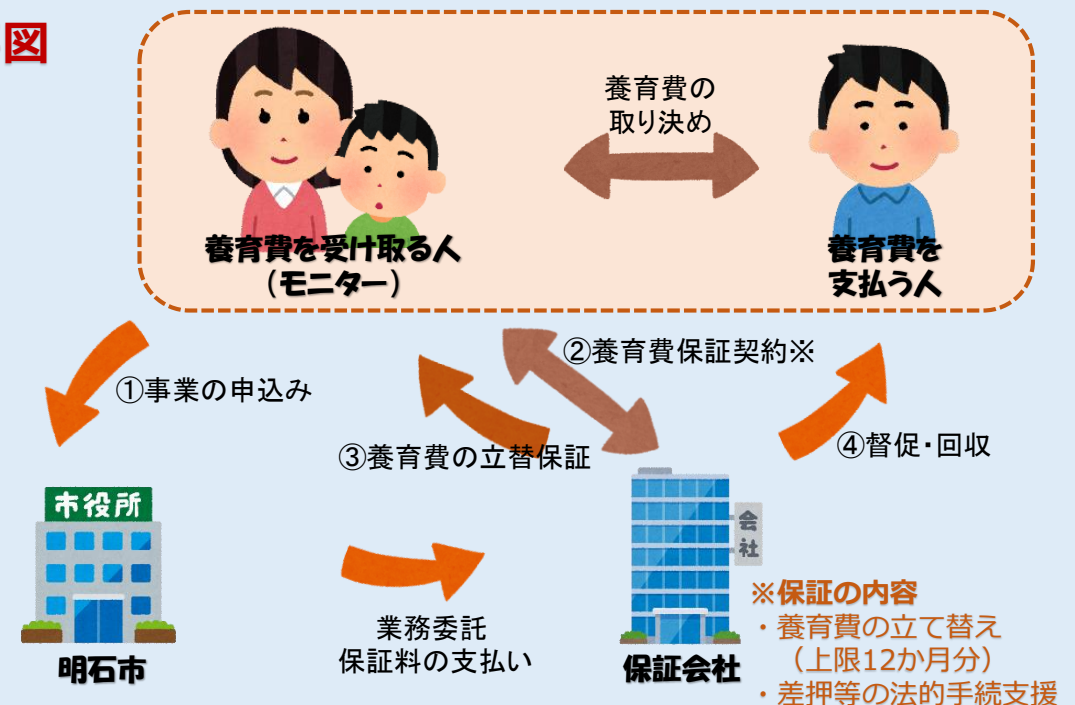 図
養育費の
取り決め
養育費を受け取る人
（モニター）
養育費を
支払う人
①事業の申込み
②養育費保証契約※
③養育費の立替保証
④督促・回収
市役所
会社
業務委託
保証料の支払い
明石市
保証会社
※保証の内容
・養育費の立て替え
（上限12か月分）
・差押等の法的手続支援